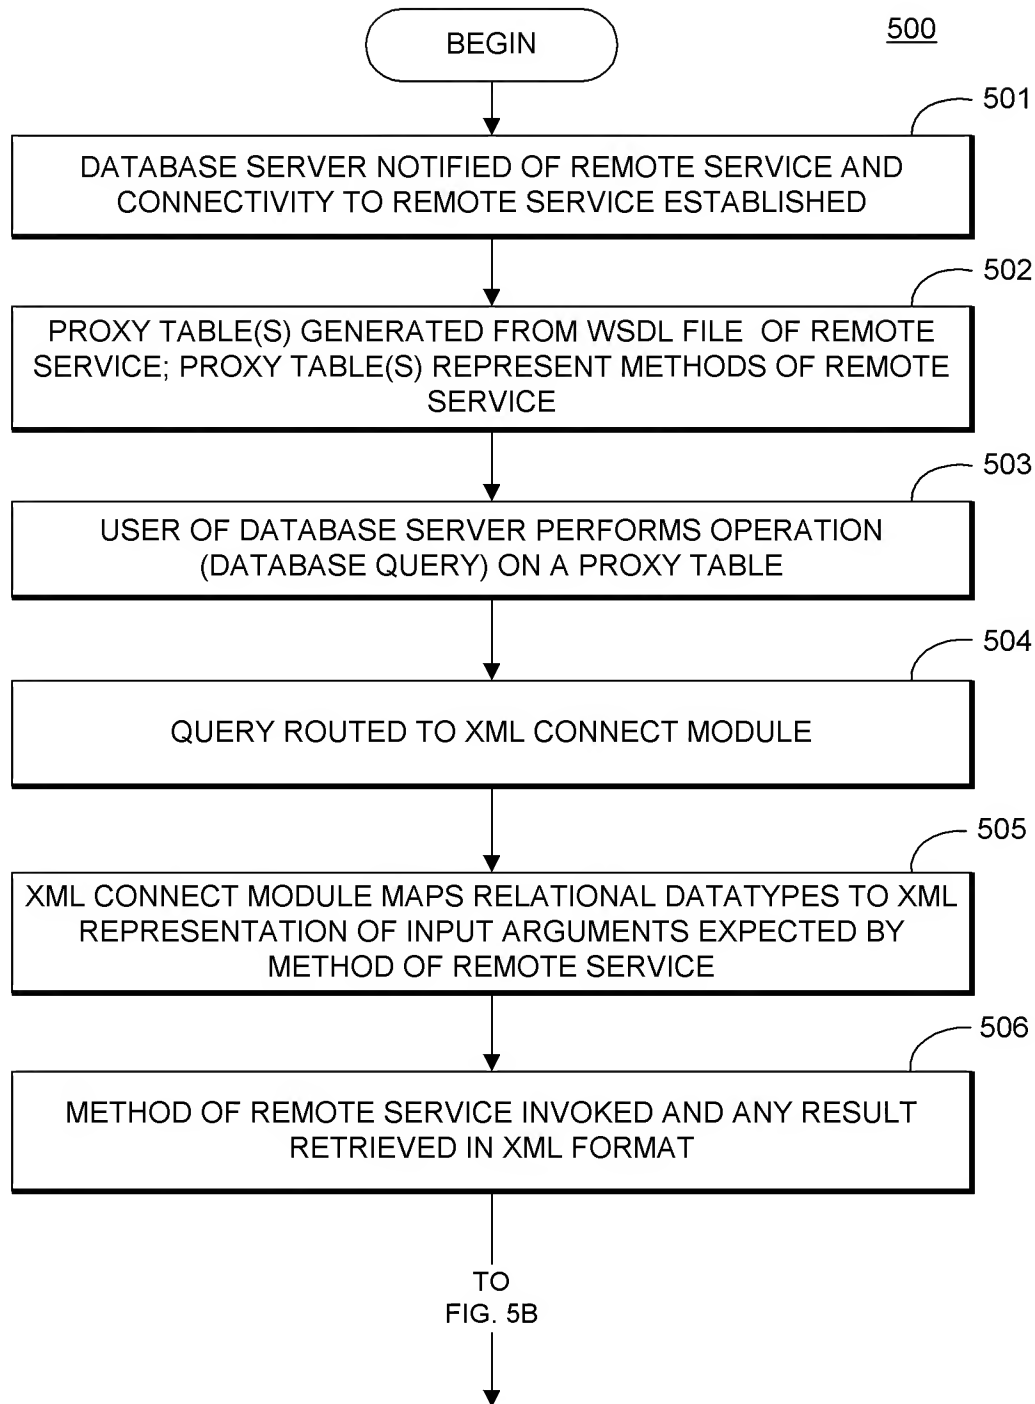 BEGIN
500
501
DATABASE SERVER NOTIFIED OF REMOTE SERVICE AND
CONNECTIVITY TO REMOTE SERVICE ESTABLISHED
502
PROXY TABLE(S) GENERATED FROM WSDL FILE OF REMOTE
SERVICE; PROXY TABLE(S) REPRESENT METHODS OF REMOTE
SERVICE
503
USER OF DATABASE SERVER PERFORMS OPERATION
(DATABASE QUERY) ON A PROXY TABLE
504
QUERY ROUTED TO XML CONNECT MODULE
505
XML CONNECT MODULE MAPS RELATIONAL DATATYPES TO XML
REPRESENTATION OF INPUT ARGUMENTS EXPECTED BY
METHOD OF REMOTE SERVICE
506
METHOD OF REMOTE SERVICE INVOKED AND ANY RESULT
RETRIEVED IN XML FORMAT
TO
FIG. 5B